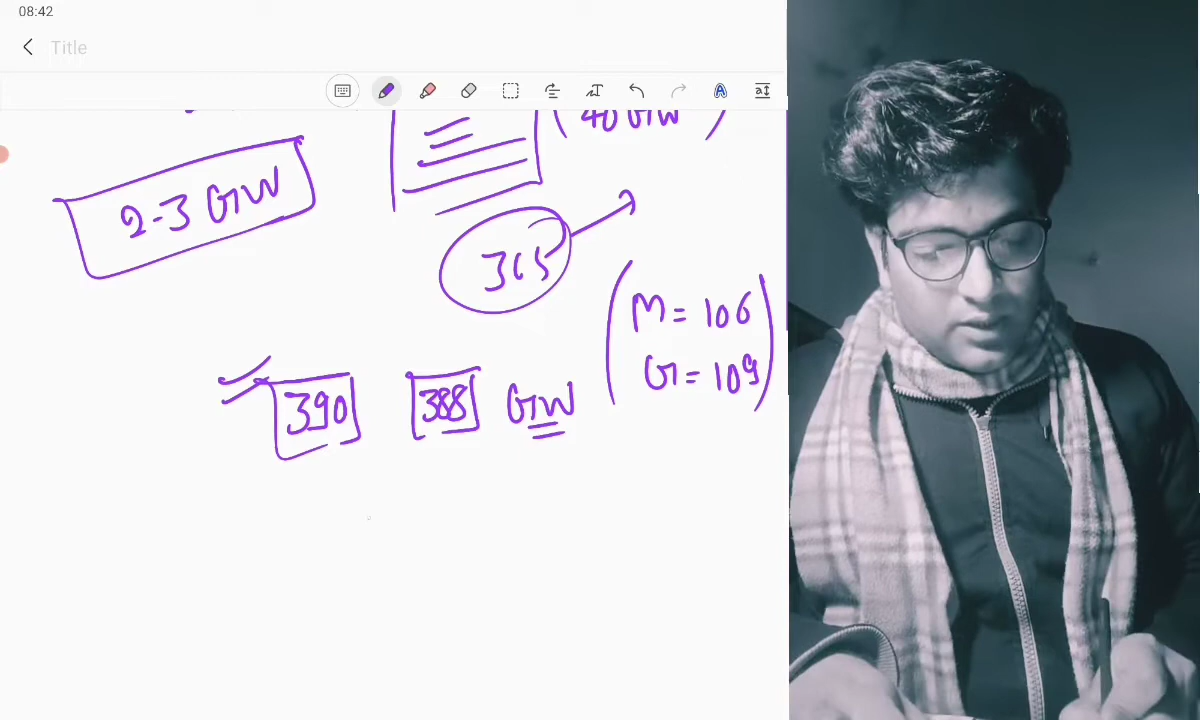 08:42
Title
40 GW
2-3 GW
365
M = 106
G = 109
390 388 GW